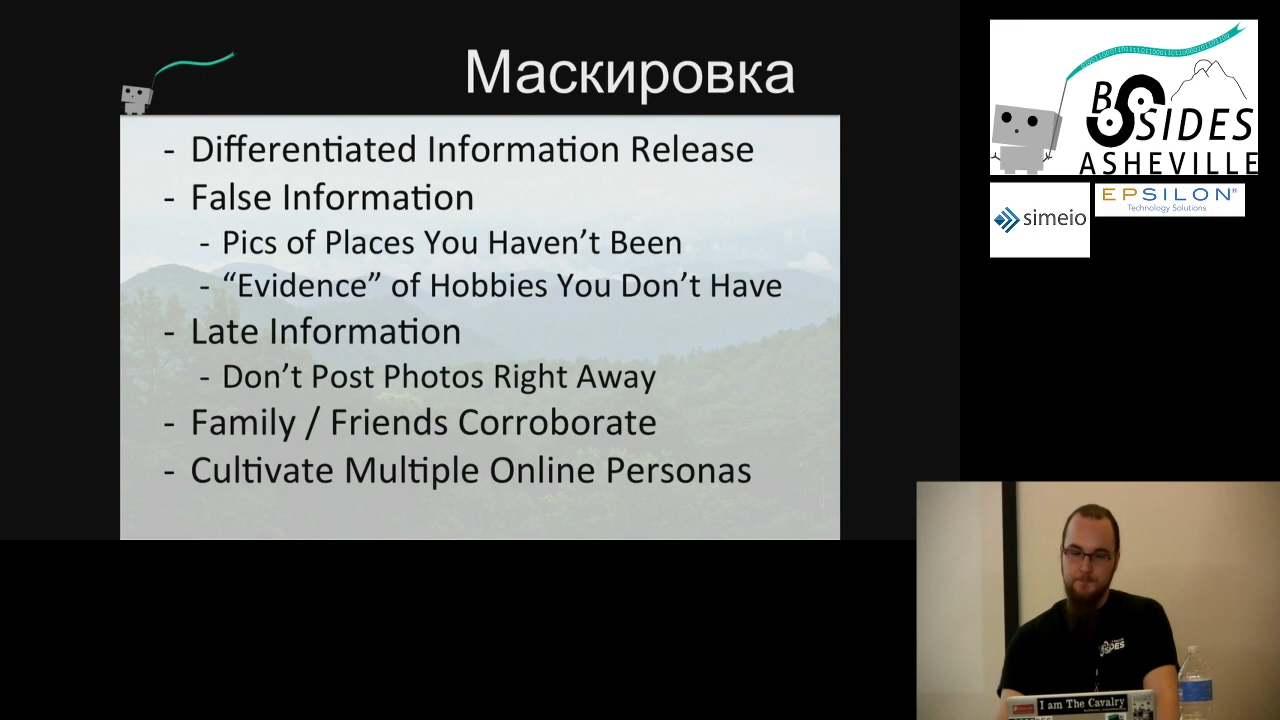 Маскировка
- Differentiated Information Release
- False Information
- Pics of Places You Haven’t Been
- “Evidence” of Hobbies You Don’t Have
- Late Information
- Don’t Post Photos Right Away
- Family / Friends Corroborate
- Cultivate Multiple Online Personas
BSIDES
ASHEVILLE
simeio
EPSILON®
Technology Solutions
BSIDES
I am The Cavalry